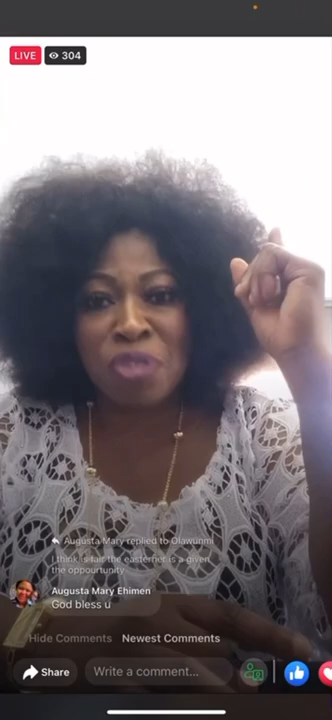 LIVE
304
Augusta Mary replied to Olawunmi
I think is fair the easterner is a given
the oppourtunity
Augusta Mary Ehimen
God bless u
Hide Comments Newest Comments
Share
Write a comment...